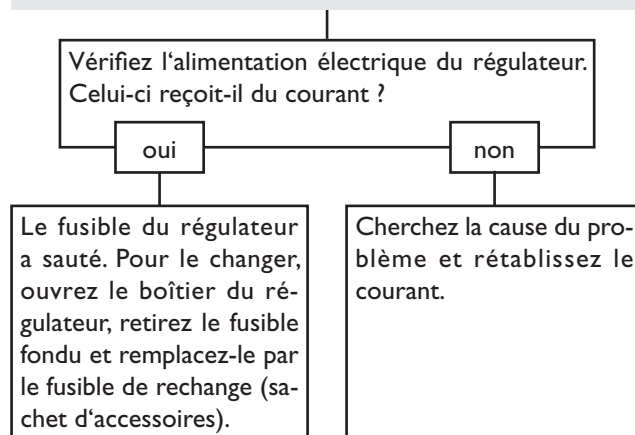 Vérifiez l‘alimentation électrique du régulateur.
Celui-ci reçoit-il du courant ?
oui
non
Le fusible du régulateur
a sauté. Pour le changer,
ouvrez le boîtier du ré-
gulateur, retirez le fusible
fondu et remplacez-le par
le fusible de rechange (sa-
chet d‘accessoires).
Cherchez la cause du pro-
blème et rétablissez le
courant.